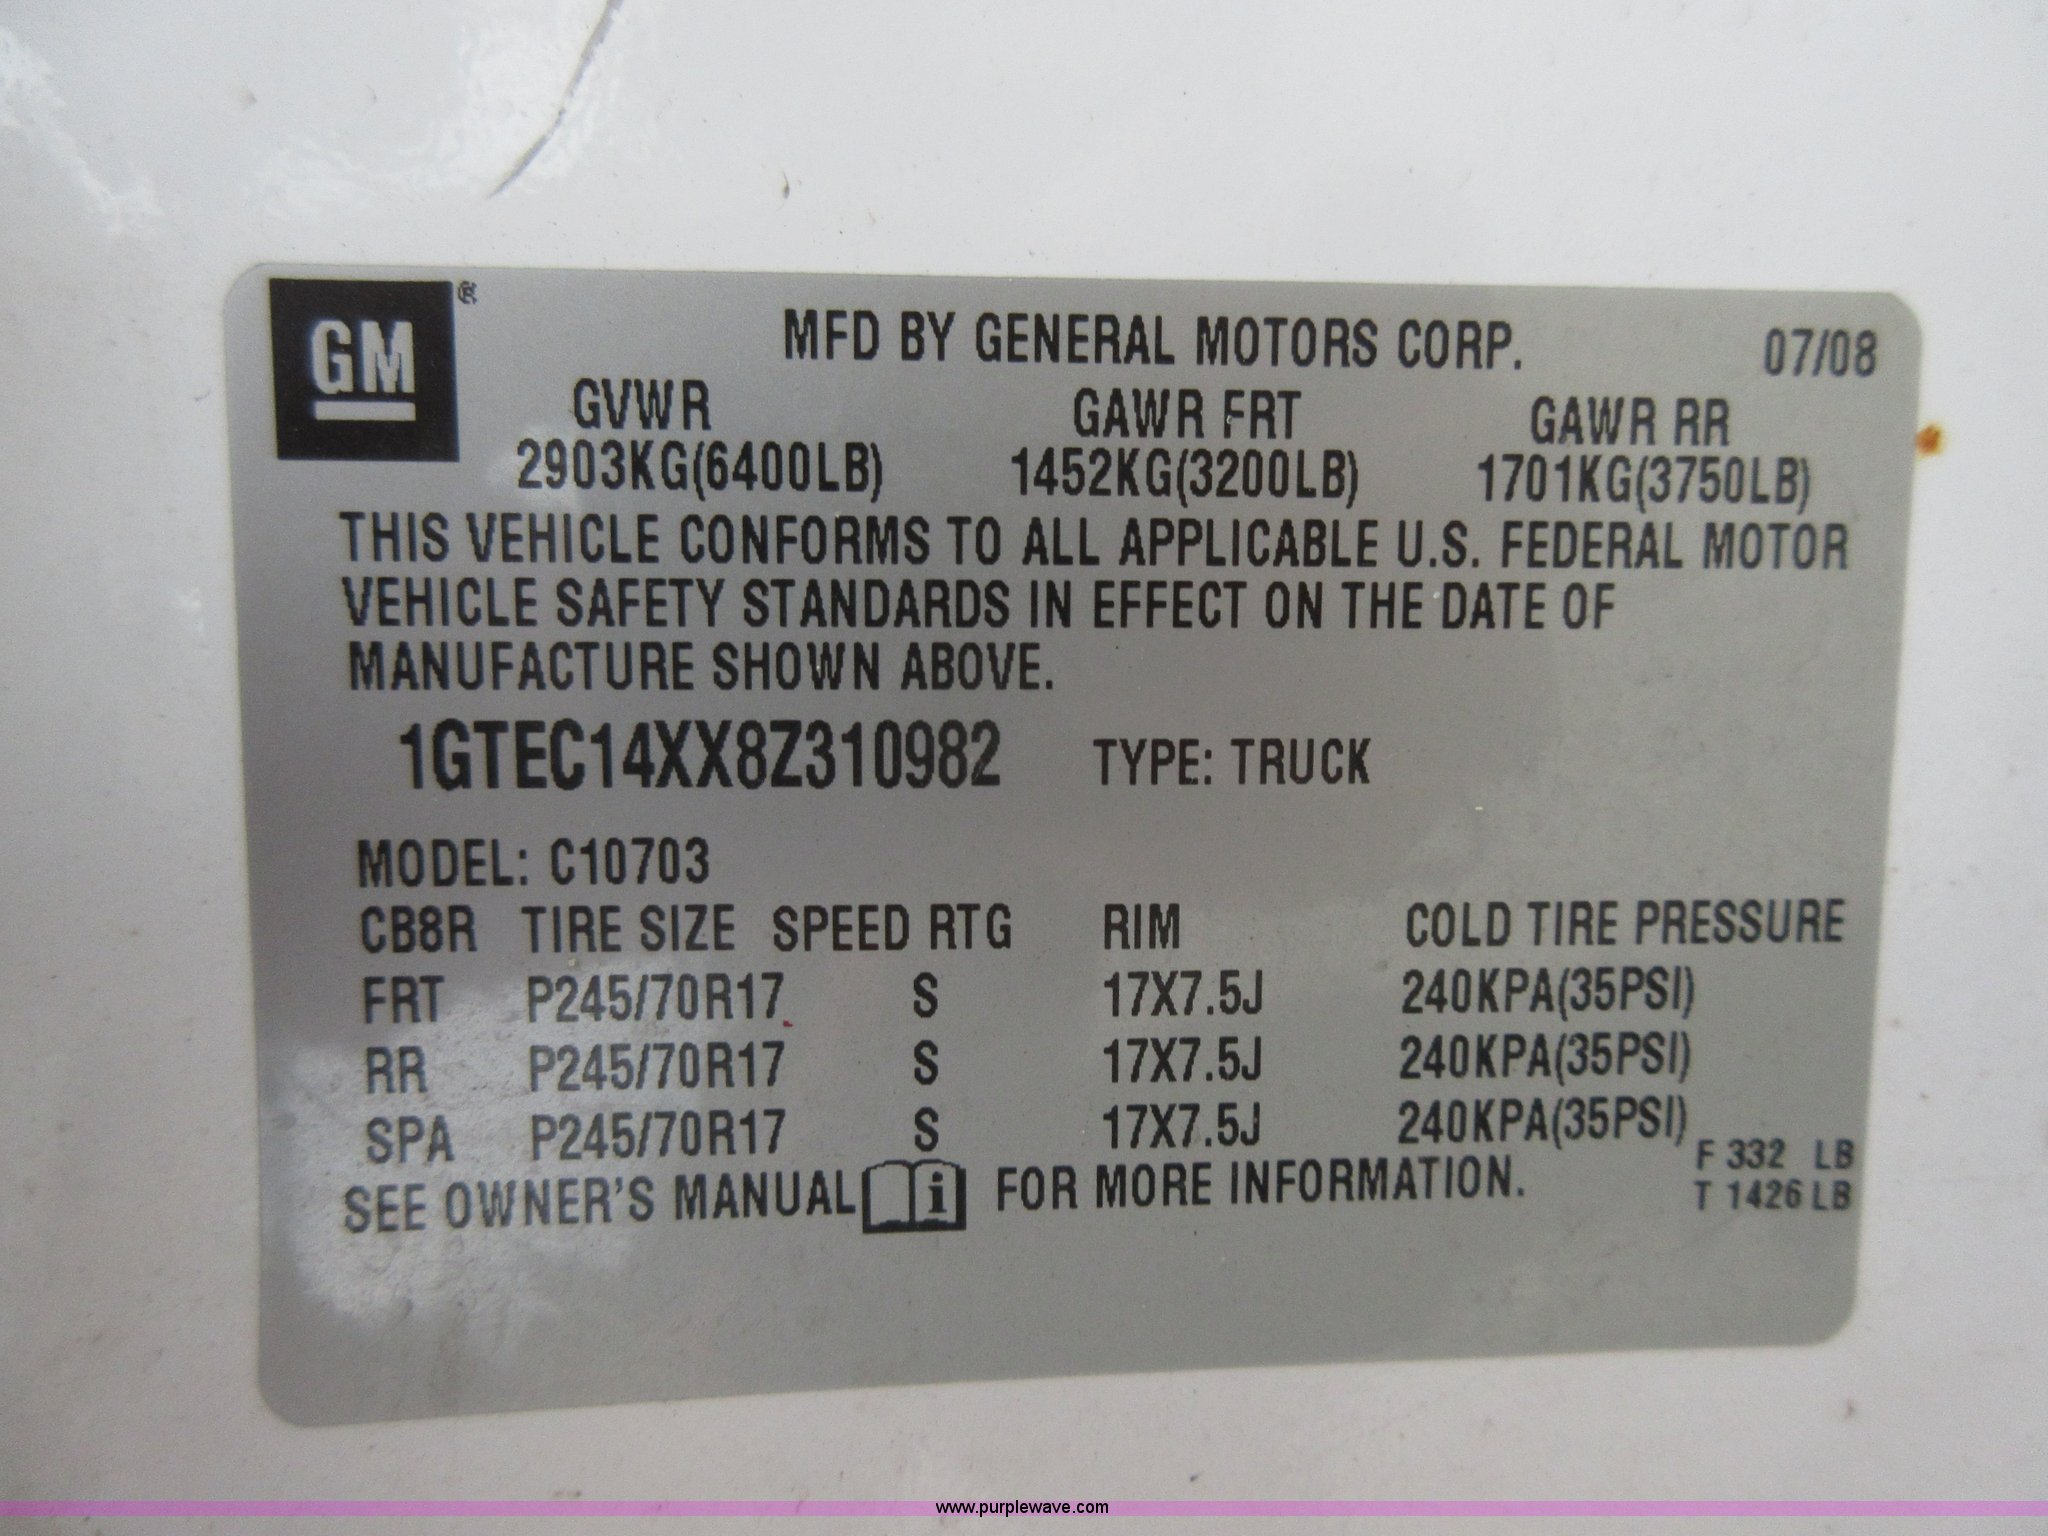 GM ®
MFD BY GENERAL MOTORS CORP. 07/08
GVWR GAWR FRT GAWR RR
2903KG(6400LB) 1452KG(3200LB) 1701KG(3750LB)
THIS VEHICLE CONFORMS TO ALL APPLICABLE U.S. FEDERAL MOTOR
VEHICLE SAFETY STANDARDS IN EFFECT ON THE DATE OF
MANUFACTURE SHOWN ABOVE.
1GTEC14XX8Z310982 TYPE: TRUCK
MODEL: C10703
CB8R TIRE SIZE SPEED RTG RIM COLD TIRE PRESSURE
FRT P245/70R17 S 17X7.5J 240KPA(35PSI)
RR P245/70R17 S 17X7.5J 240KPA(35PSI)
SPA P245/70R17 S 17X7.5J 240KPA(35PSI)
F 332 LB
SEE OWNER'S MANUAL i FOR MORE INFORMATION. T 1426 LB
www.purplewave.com